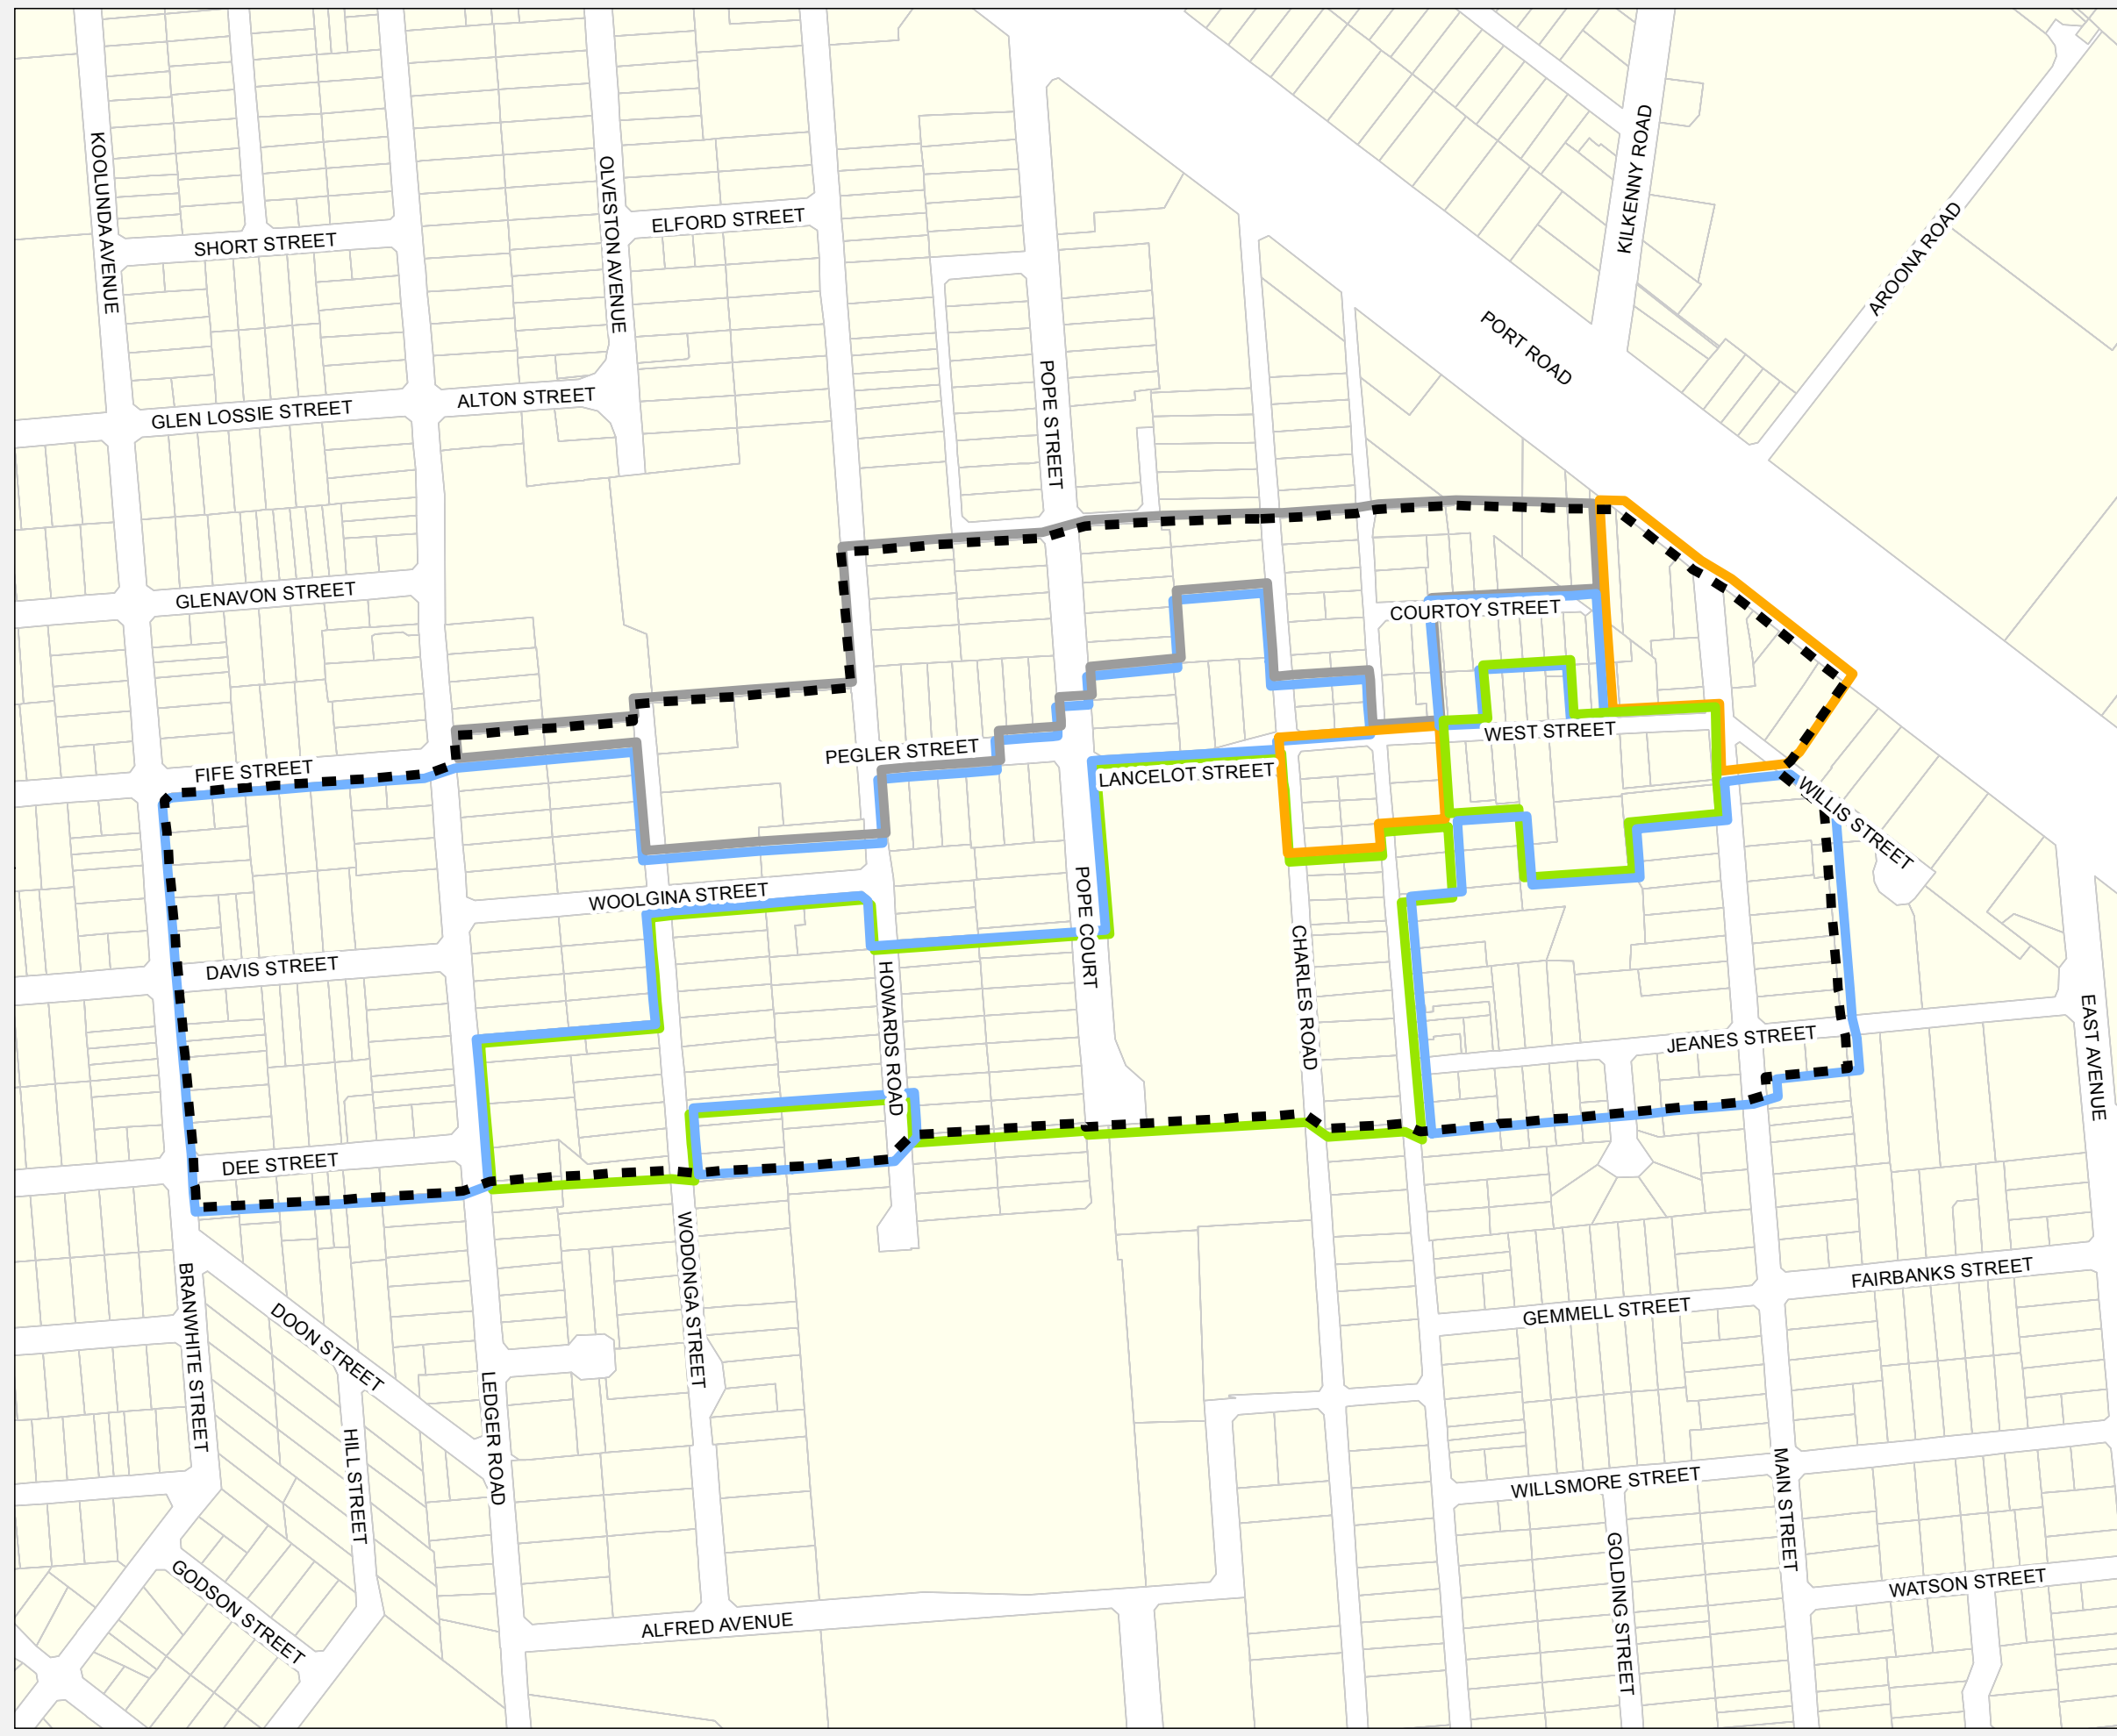 KOOLUNDA AVENUE
SHORT STREET
OLVESTON AVENUE
ELFORD STREET
KILKENNY ROAD
AROONA ROAD
PORT ROAD
GLEN LOSSIE STREET
ALTON STREET
POPE STREET
GLENAVON STREET
COURTOY STREET
WEST STREET
PEGLER STREET
FIFE STREET
LANCELOT STREET
WILLIS STREET
WOOLGINA STREET
POPE COURT
DAVIS STREET
CHARLES ROAD
HOWARDS ROAD
JEANES STREET
EAST AVENUE
DEE STREET
WODONGA STREET
BRANWHITE STREET
DOON STREET
FAIRBANKS STREET
GEMMELL STREET
LEDGER ROAD
HILL STREET
WILLSMORE STREET
MAIN STREET
GOLDING STREET
WATSON STREET
GODSON STREET
ALFRED AVENUE